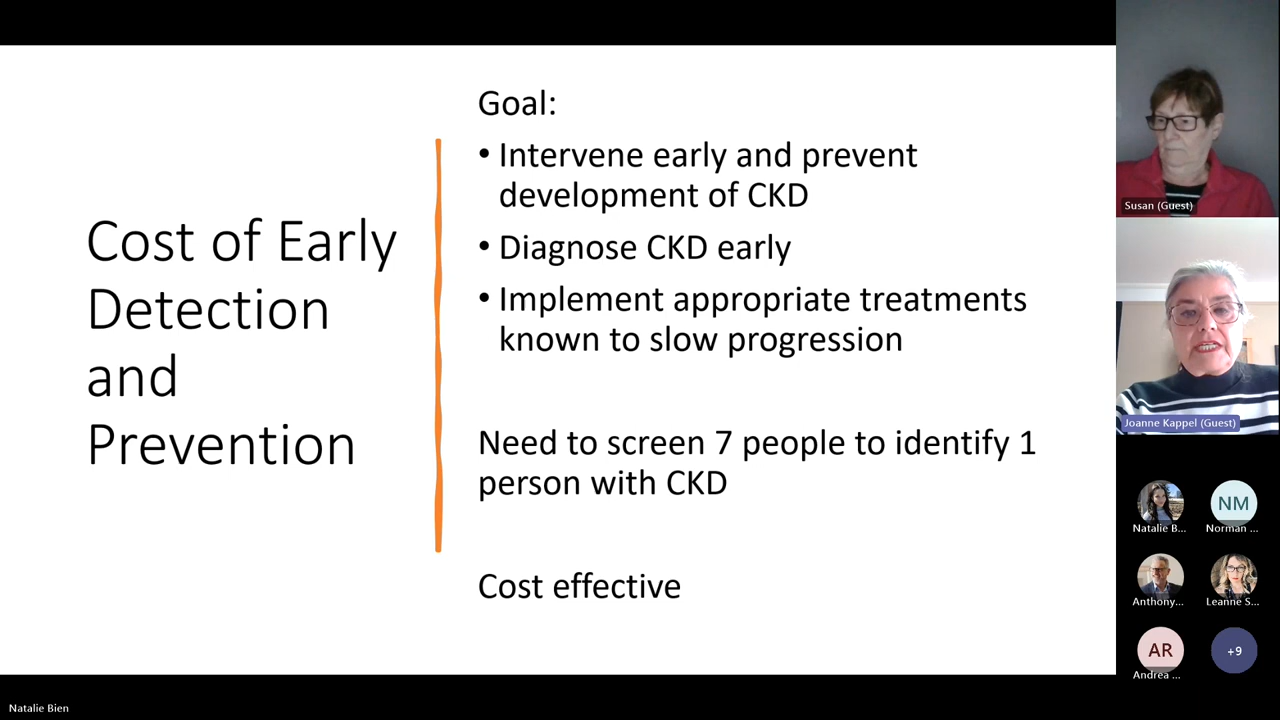 Cost of Early
Detection
and
Prevention
Goal:
• Intervene early and prevent
development of CKD
• Diagnose CKD early
• Implement appropriate treatments
known to slow progression
Need to screen 7 people to identify 1
person with CKD
Cost effective
Susan (Guest)
Joanne Kappel (Guest)
NM
Natalie B...
Norman ...
Anthony...
Leanne S...
AR
+9
Andrea ...
Natalie Bien